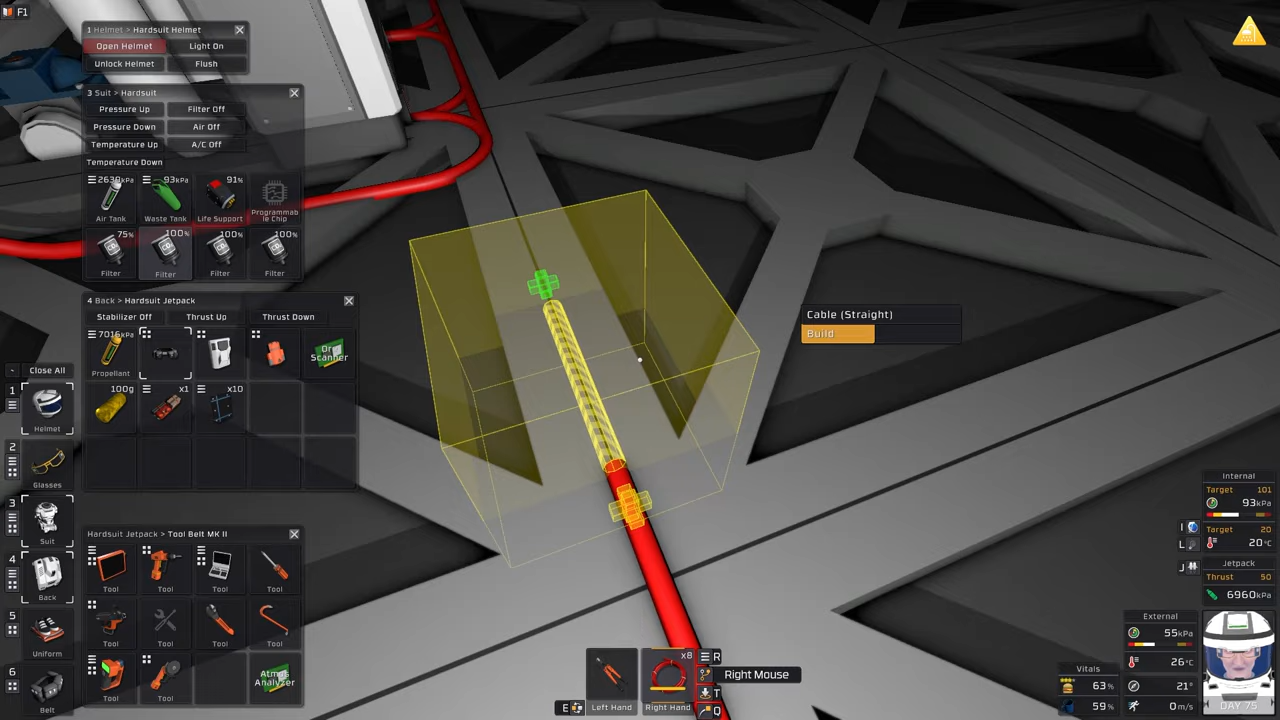 F1
1 Helmet > Hardsuit Helmet
Open Helmet Light On
Unlock Helmet Flush
3 Suit > Hardsuit
Pressure Up Filter Off
Pressure Down Air Off
Temperature Up A/C Off
Temperature Down
93kPa 91%
Air Tank Waste Tank Life Support Programmab
le Chip
75% 100% 100% 100%
Filter Filter Filter Filter
4 Back > Hardsuit Jetpack
Stabilizer Off Thrust Up Thrust Down
Propellant
Scanner
100g x1 x10
- Close All
1
Helmet
2
Glasses
3
Suit
4
Back
5
Uniform
6
Belt
Hardsuit Jetpack > Tool Belt MK II
Tool Tool Tool Tool
Tool Tool Tool Tool
Tool Tool
Atmos
Analyzer
Cable (Straight)
Build
x8
R
T
Q
Right Mouse
E
Left Hand Right Hand
Internal
Target 101
93kPa
Target 20
20°C
I
L
J
Jetpack
Thrust 50
6960kPa
External
55kPa
26°C
21°
0m/s
Vitals
63%
59%
DAY 75